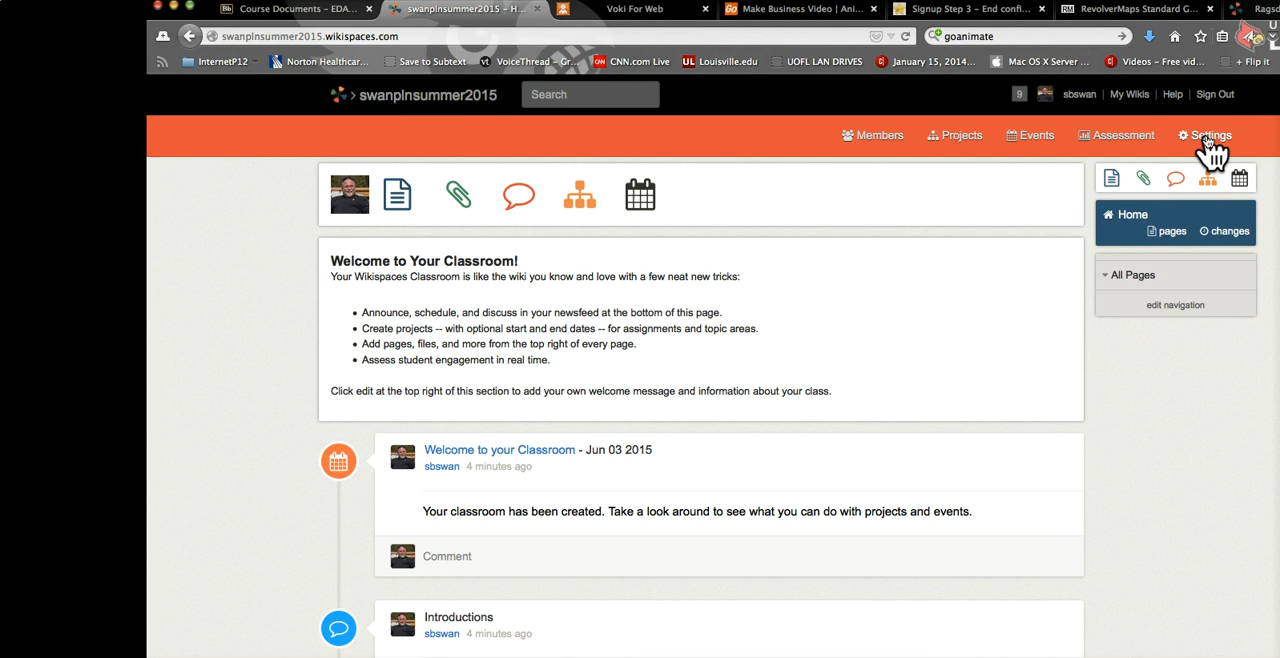 Bb Course Documents – EDA... × swanplnsummer2015 – H... × Voki For Web × Go Make Business Video | Ani... × Signup Step 3 – End confi... × RM RevolverMaps Standard G... × Ragsd
swanplnsummer2015.wikispaces.com goanimate
InternetP12 Norton Healthcar... Save to Subtext vt VoiceThread – Gr... CNN CNN.com Live UL Louisville.edu UOFL LAN DRIVES January 15, 2014... Mac OS X Server ... Videos – Free vid... + Flip it
> swanplnsummer2015 Search 9 sbswan | My Wikis | Help | Sign Out
Members Projects Events Assessment Settings
Home
pages changes
Welcome to Your Classroom!
Your Wikispaces Classroom is like the wiki you know and love with a few neat new tricks:
All Pages
edit navigation
• Announce, schedule, and discuss in your newsfeed at the bottom of this page.
• Create projects -- with optional start and end dates -- for assignments and topic areas.
• Add pages, files, and more from the top right of every page.
• Assess student engagement in real time.
Click edit at the top right of this section to add your own welcome message and information about your class.
Welcome to your Classroom - Jun 03 2015
sbswan 4 minutes ago
Your classroom has been created. Take a look around to see what you can do with projects and events.
Comment
Introductions
sbswan 4 minutes ago